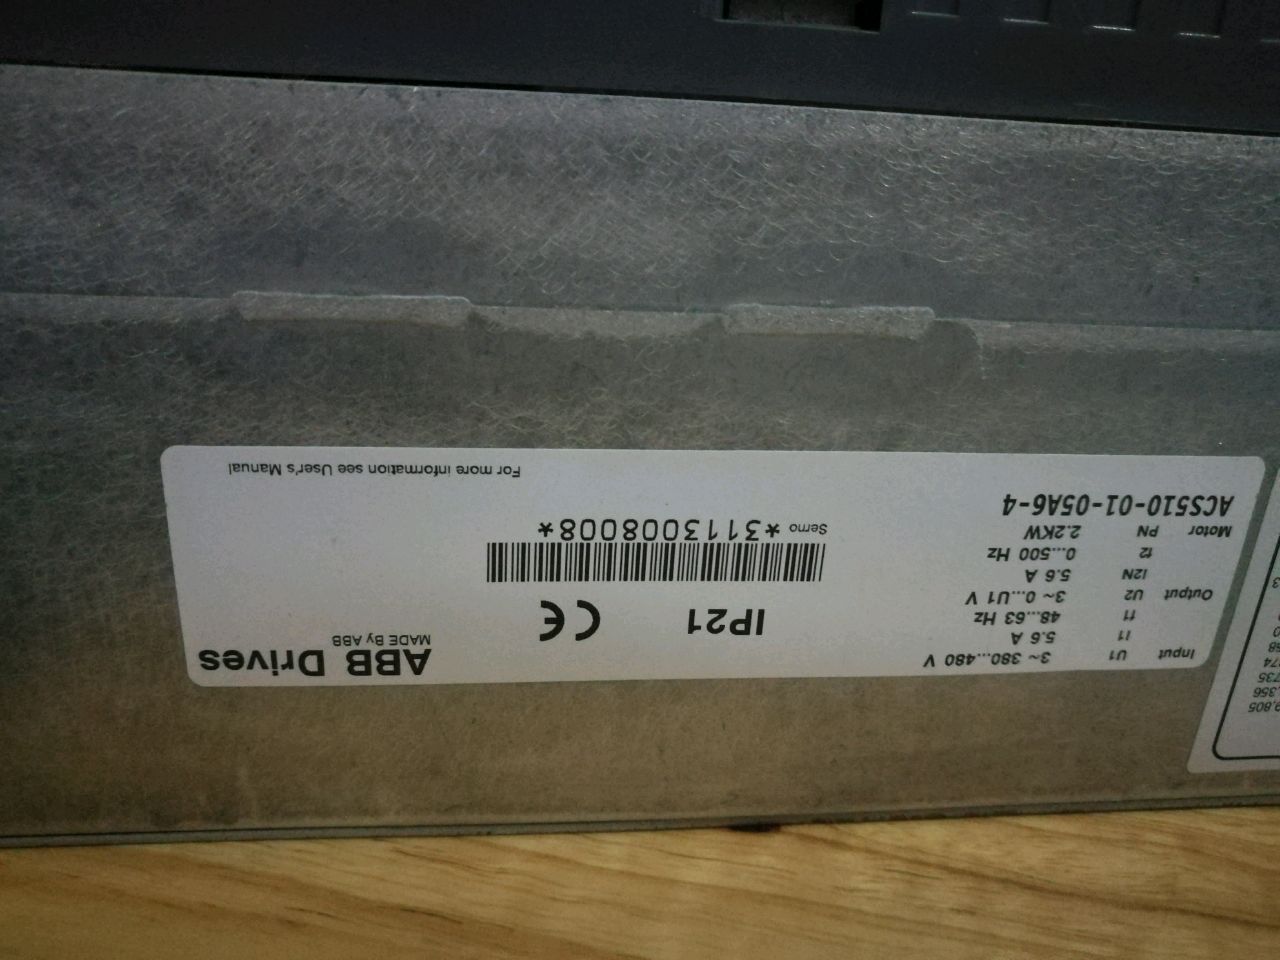 ABB Drives
MADE By ABB
Input U1 3~ 380...480 V
I1 5.6 A
f1 48...63 Hz
Output U2 3~ 0...U1 V
I2N 5.6 A
f2 0...500 Hz
Motor PN 2.2KW
ACS510-01-05A6-4
IP21 CE
Serno *3113008008*
For more information see User's Manual